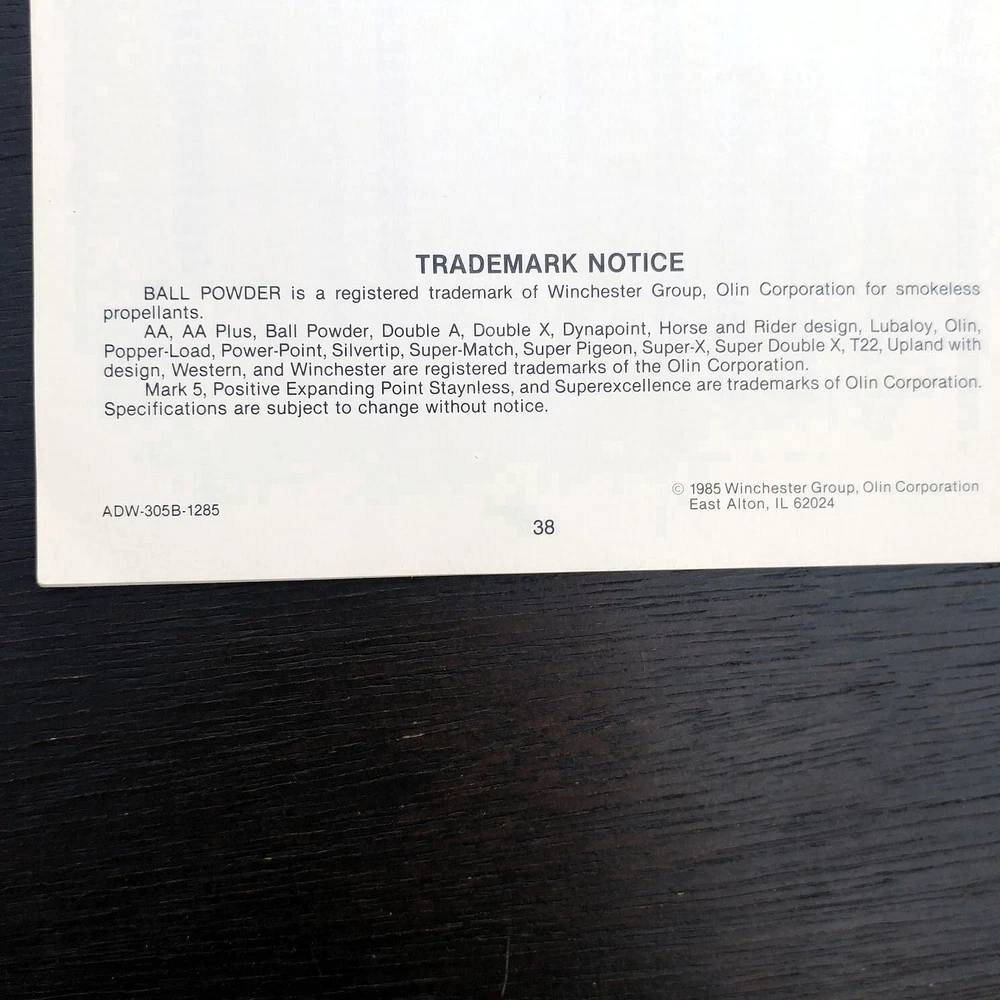 TRADEMARK NOTICE
BALL POWDER is a registered trademark of Winchester Group, Olin Corporation for smokeless
propellants.
AA, AA Plus, Ball Powder, Double A, Double X, Dynapoint, Horse and Rider design, Lubaloy, Olin,
Popper-Load, Power-Point, Silvertip, Super-Match, Super Pigeon, Super-X, Super Double X, T22, Upland with
design, Western, and Winchester are registered trademarks of the Olin Corporation.
Mark 5, Positive Expanding Point Staynless, and Superexcellence are trademarks of Olin Corporation.
Specifications are subject to change without notice.
© 1985 Winchester Group, Olin Corporation
East Alton, IL 62024
ADW-305B-1285
38